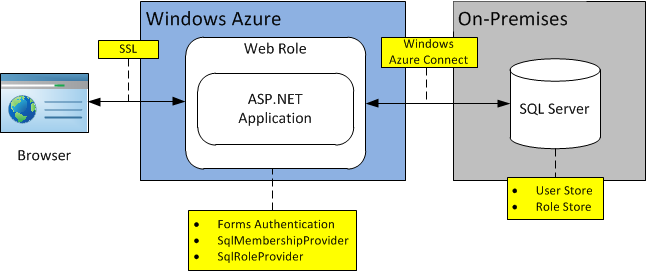 Windows Azure
On-Premises
SSL
Web Role
Windows
Azure Connect
ASP.NET
Application
SQL Server
Browser
• User Store
• Role Store
• Forms Authentication
• SqlMembershipProvider
• SqlRoleProvider